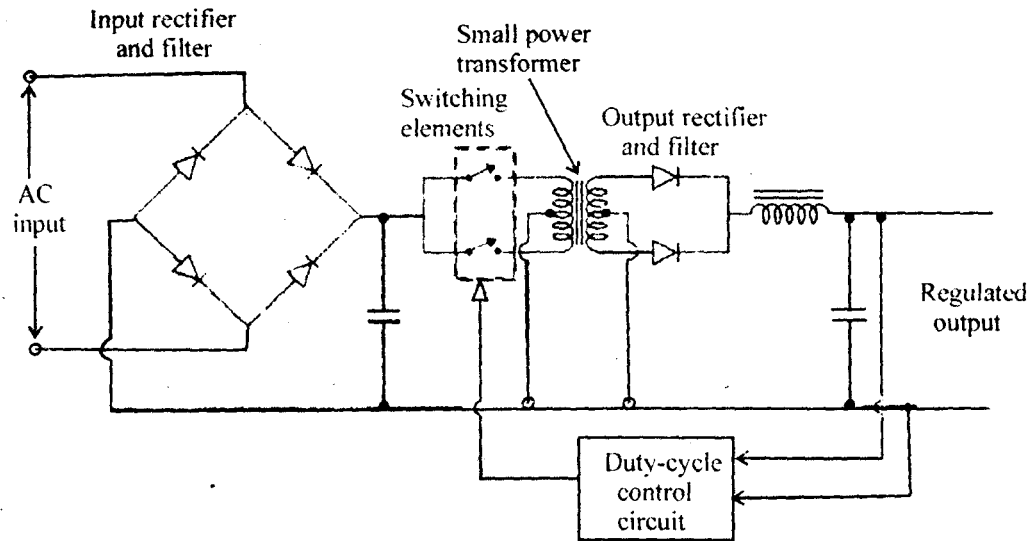 Input rectifier
and filter
Small power
transformer
Switching
elements
Output rectifier
and filter
AC
input
Regulated
output
Duty-cycle
control
circuit